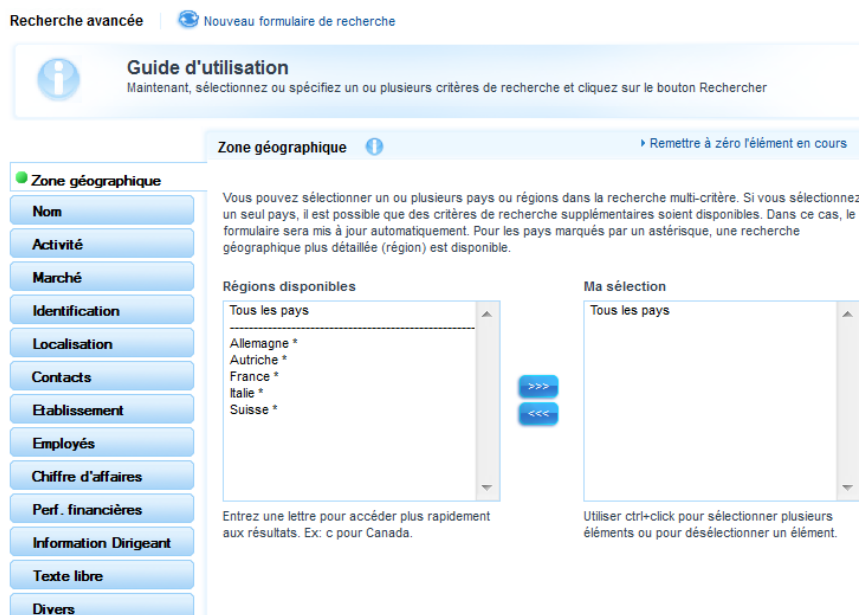 Recherche avancée
Nouveau formulaire de recherche
Guide d'utilisation
Maintenant, sélectionnez ou spécifiez un ou plusieurs critères de recherche et cliquez sur le bouton Rechercher
Zone géographique
Remettre à zéro l'élément en cours
Zone géographique
Nom
Activité
Marché
Identification
Localisation
Contacts
Etablissement
Employés
Chiffre d'affaires
Perf. financières
Information Dirigeant
Texte libre
Divers
Vous pouvez sélectionner un ou plusieurs pays ou régions dans la recherche multi-critère. Si vous sélectionnez
un seul pays, il est possible que des critères de recherche supplémentaires soient disponibles. Dans ce cas, le
formulaire sera mis à jour automatiquement. Pour les pays marqués par un astérisque, une recherche
géographique plus détaillée (région) est disponible.
Régions disponibles
Tous les pays
Allemagne *
Autriche *
France *
Italie *
Suisse *
Entrez une lettre pour accéder plus rapidement
aux résultats. Ex: c pour Canada.
>>>
<<<
Ma sélection
Tous les pays
Utiliser ctrl+click pour sélectionner plusieurs
éléments ou pour désélectionner un élément.